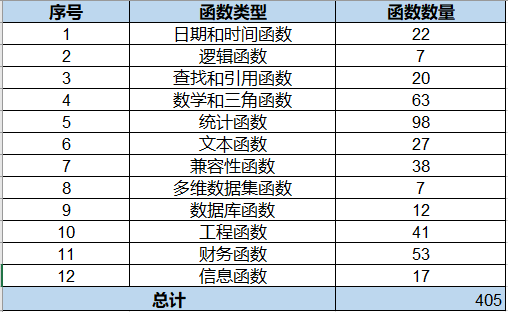 序号 函数类型 函数数量
1 日期和时间函数 22
2 逻辑函数 7
3 查找和引用函数 20
4 数学和三角函数 63
5 统计函数 98
6 文本函数 27
7 兼容性函数 38
8 多维数据集函数 7
9 数据库函数 12
10 工程函数 41
11 财务函数 53
12 信息函数 17
总计 405